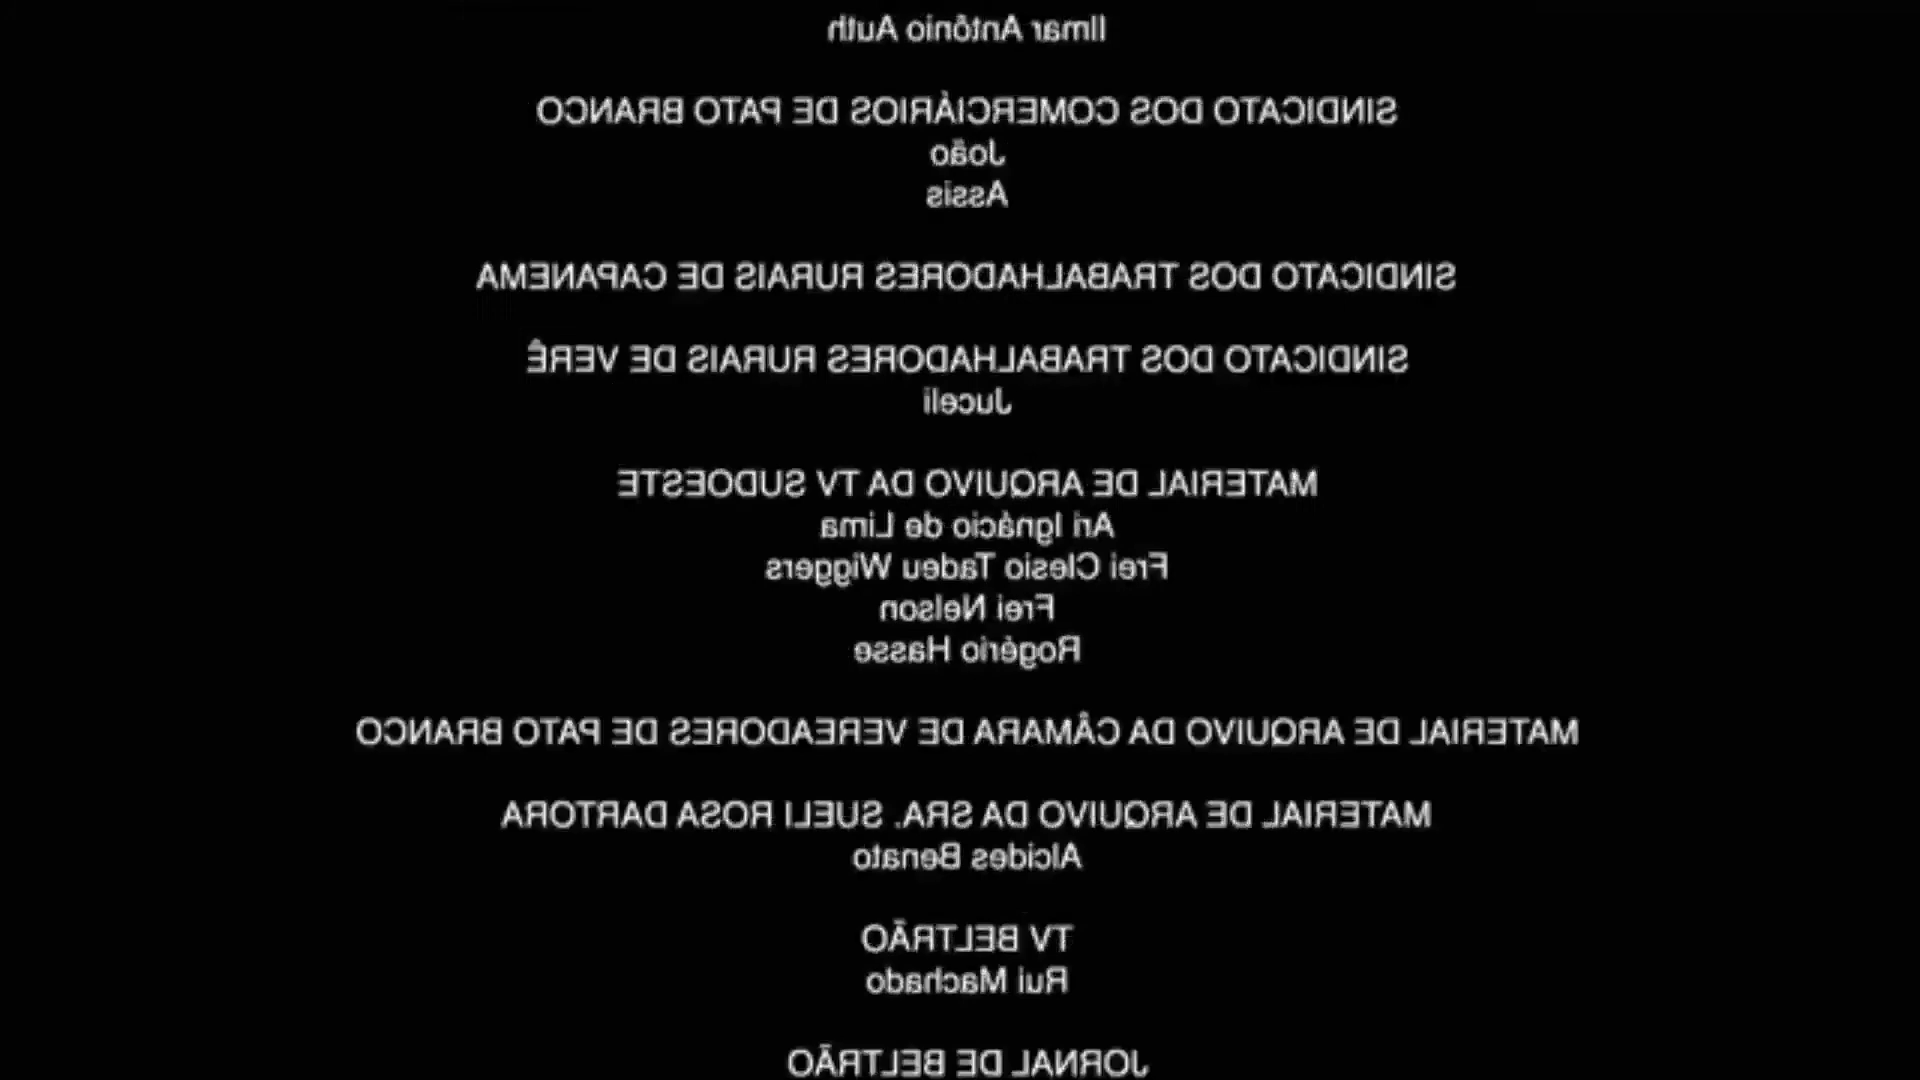 Ilmar Antônio Auth
SINDICATO DOS COMERCIÁRIOS DE PATO BRANCO
João
Assis
SINDICATO DOS TRABALHADORES RURAIS DE CAPANEMA
SINDICATO DOS TRABALHADORES RURAIS DE VERÊ
Juceli
MATERIAL DE ARQUIVO DA TV SUDOESTE
Ari Ignácio de Lima
Frei Clesio Tadeu Wiggers
Frei Nelson
Rogério Hasse
MATERIAL DE ARQUIVO DA CÂMARA DE VEREADORES DE PATO BRANCO
MATERIAL DE ARQUIVO DA SRA. SUELI ROSA DARTORA
Alcides Benato
TV BELTRÃO
Rui Machado
JORNAL DE BELTRÃO